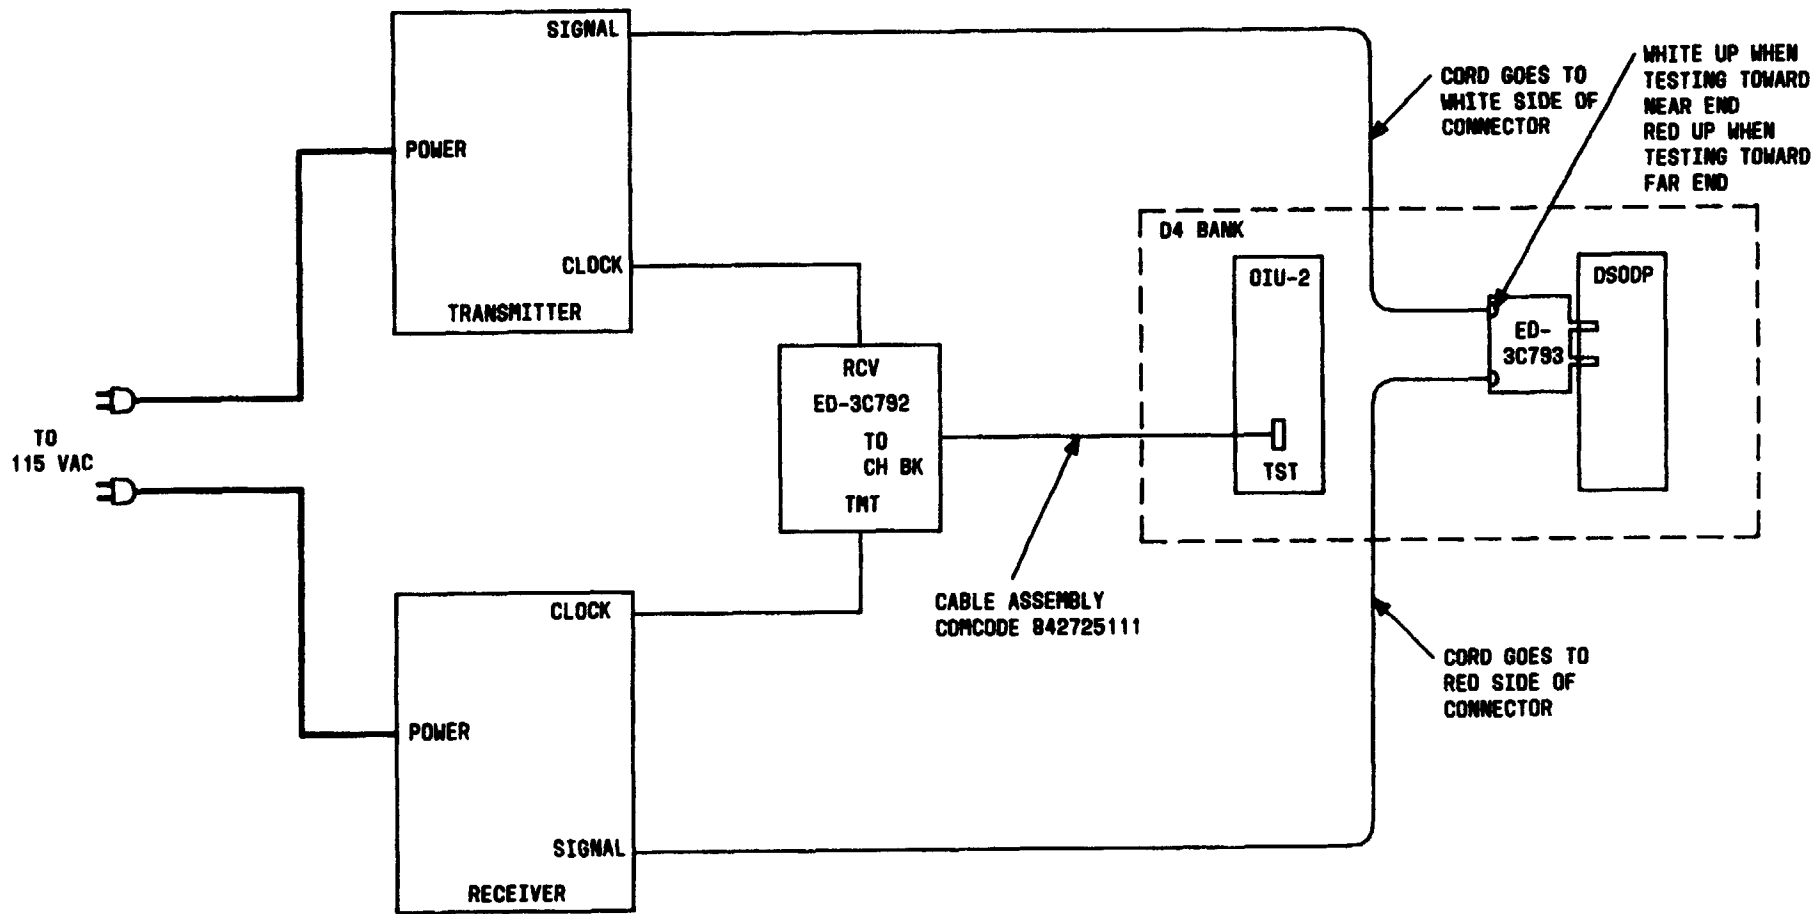 SIGNAL
POWER
CLOCK
TRANSMITTER
CORD GOES TO
WHITE SIDE OF
CONNECTOR
WHITE UP WHEN
TESTING TOWARD
NEAR END
RED UP WHEN
TESTING TOWARD
FAR END
D4 BANK
OIU-2
TST
ED-
3C793
DSODP
RCV
ED-3C792
TO
CH BK
TMT
TO
115 VAC
CABLE ASSEMBLY
COMCODE 842725111
CLOCK
POWER
SIGNAL
RECEIVER
CORD GOES TO
RED SIDE OF
CONNECTOR